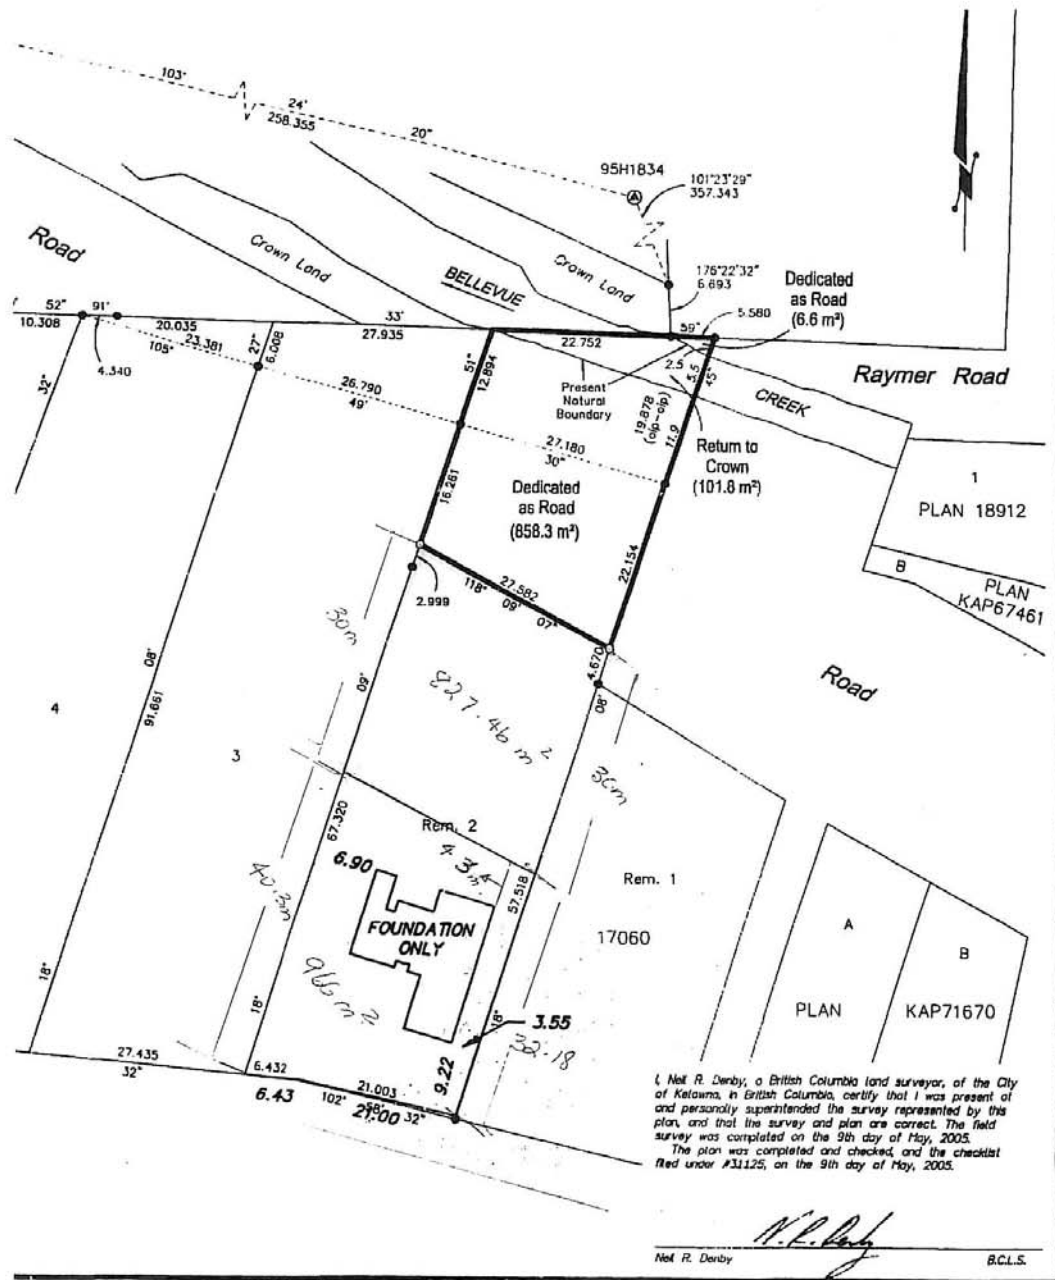 103°
24'
20"
258.355
95H1834
101°23'29"
357.343
Road
Crown Land
Crown Land
BELLEVUE
176°22'32"
6.693
Dedicated
as Road
(6.6 m²)
52"
91°
10.308
20.035
33'
27.935
22.752
59"
5.580
4.340
105°
23.381
27"
6.008
26.790
49'
51"
12.894
Present
Natural
Boundary
2.5
5.5
45"
19.878
(olp-olp)
11.9
CREEK
Raymer Road
32"
27.180
30"
Return to
Crown
(101.8 m²)
Dedicated
as Road
(858.3 m²)
16.261
22.154
1
PLAN 18912
B
PLAN
KAP67461
2.999
27.582
118° 09' 07"
30m
4.670
08'
Road
09'
827.46 m²
30m
4
91.661
08'
3
67.320
Rem. 2
4.3m
6.90
57.518
Rem. 1
40.3m
FOUNDATION
ONLY
17060
A
B
966 m²
PLAN
KAP71670
18"
18"
18"
3.55
32.18
9.22
27.435
32"
6.432
6.43
21.003
102° 58' 32"
21.00
I, Neil R. Denby, a British Columbia land surveyor, of the City
of Kelowna, in British Columbia, certify that I was present at
and personally superintended the survey represented by this
plan, and that the survey and plan are correct. The field
survey was completed on the 9th day of May, 2005.
The plan was completed and checked, and the checklist
filed under #31125, on the 9th day of May, 2005.
N. R. Denby
Neil R. Denby
B.C.L.S.